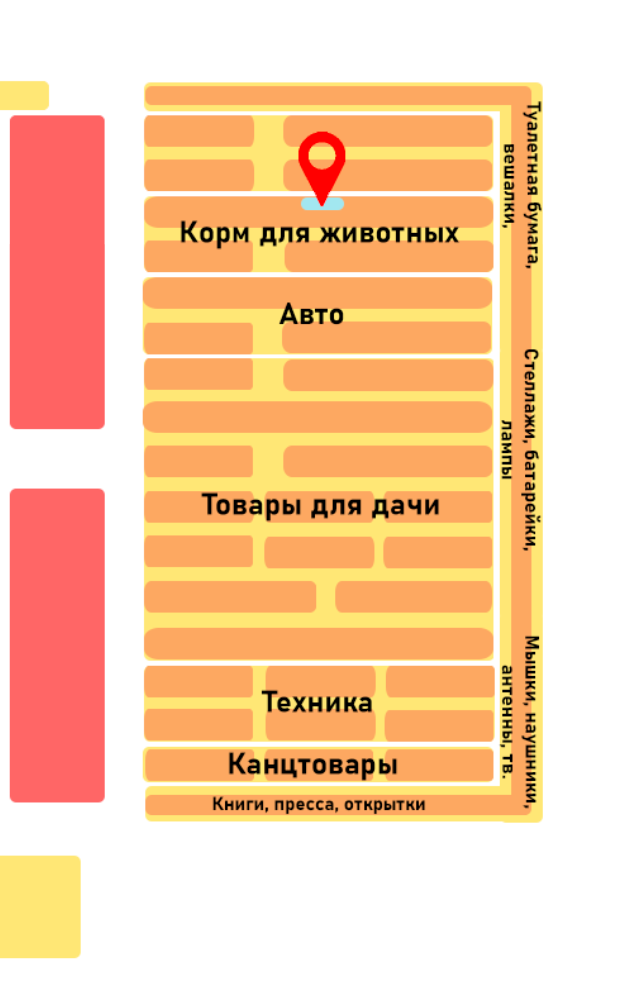 Корм для животных
Авто
Товары для дачи
Техника
Канцтовары
Книги, пресса, открытки
Туалетная бумага,
вешалки,
Стеллажи, батарейки,
лампы
Мышки, наушники,
антенны, тв.